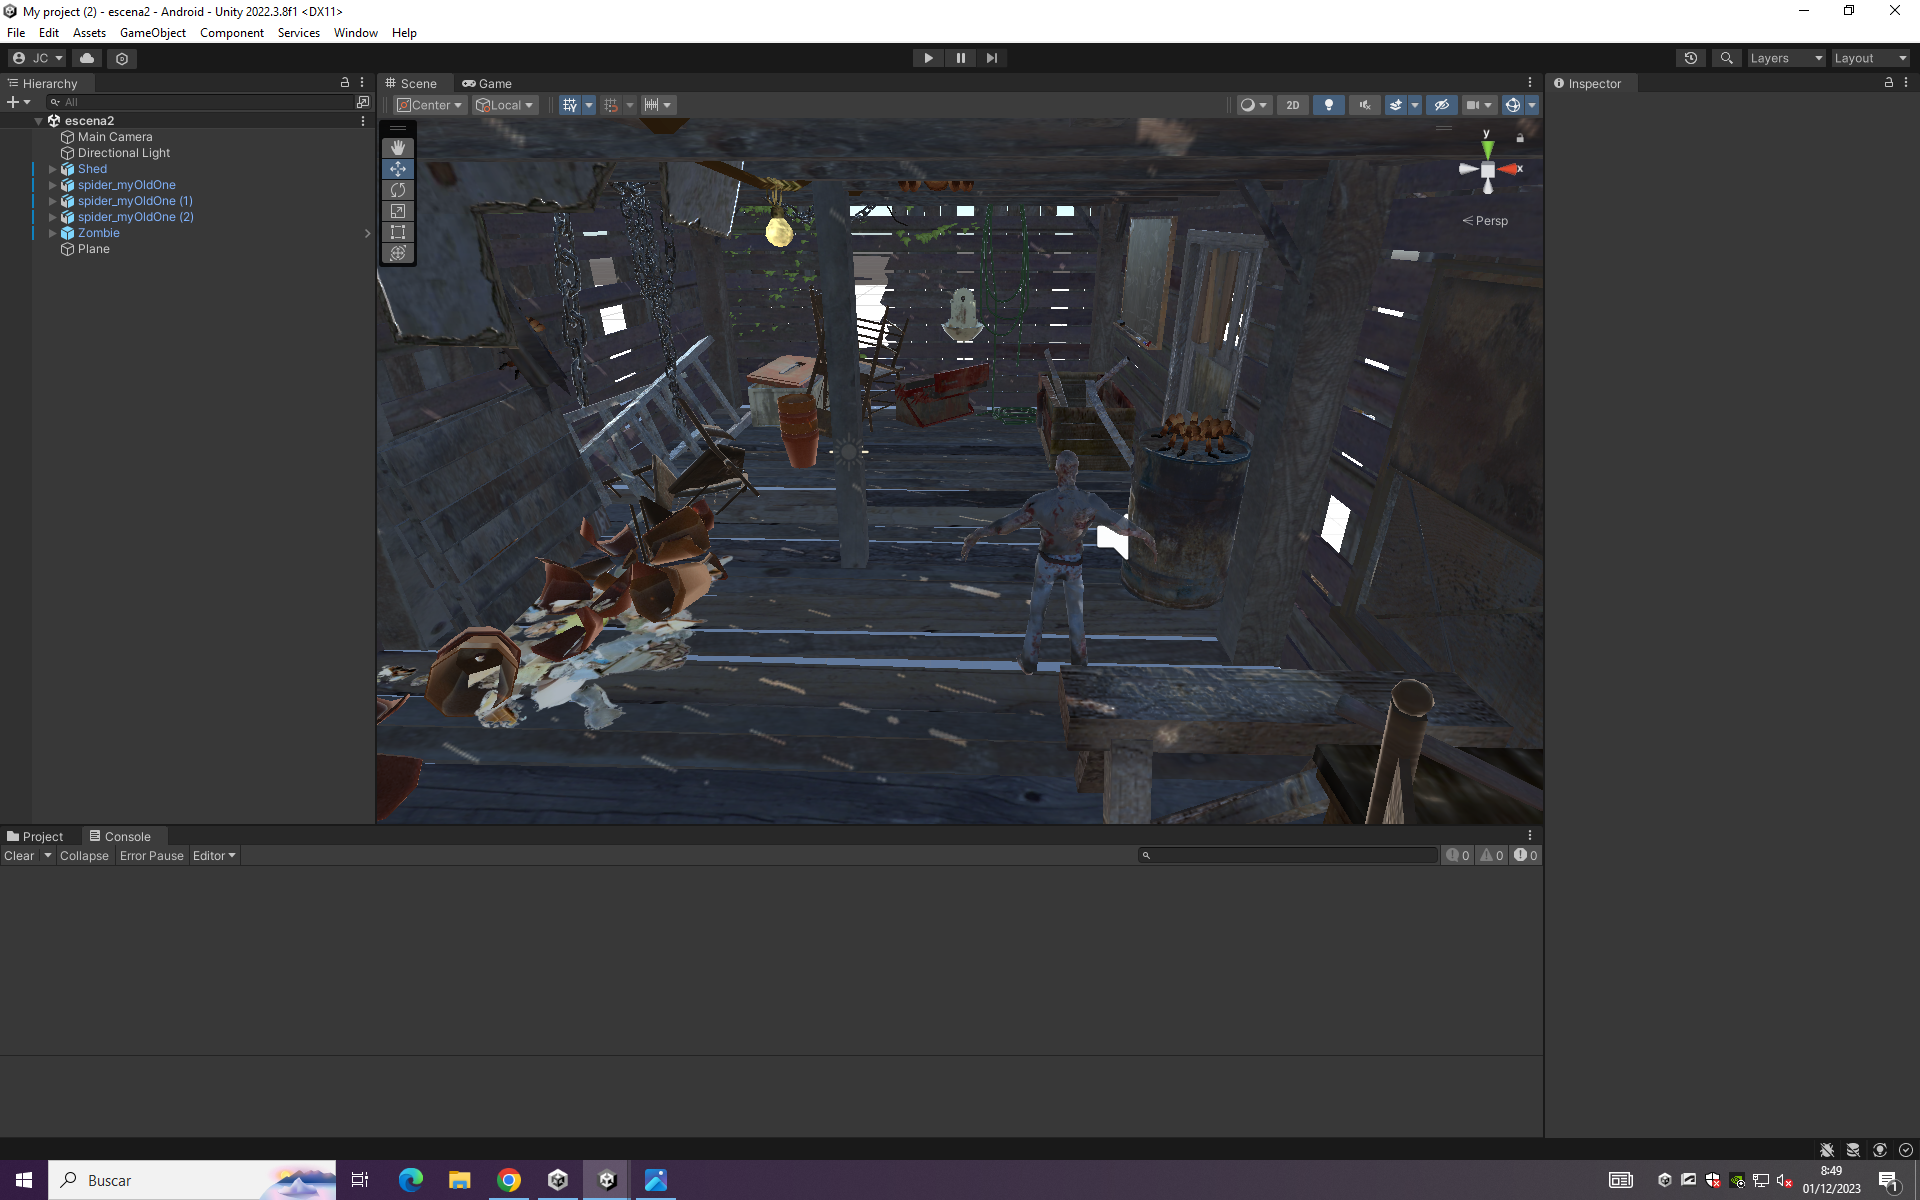 My project (2) - escena2 - Android - Unity 2022.3.8f1 <DX11>
File Edit Assets GameObject Component Services Window Help
JC
Layers
Layout
Hierarchy
All
escena2
Main Camera
Directional Light
Shed
spider_myOldOne
spider_myOldOne (1)
spider_myOldOne (2)
Zombie
Plane
Scene
Game
Center
Local
2D
y
x
Persp
Inspector
Project
Console
Clear
Collapse
Error Pause
Editor
0
0
0
Buscar
8:49
01/12/2023
1